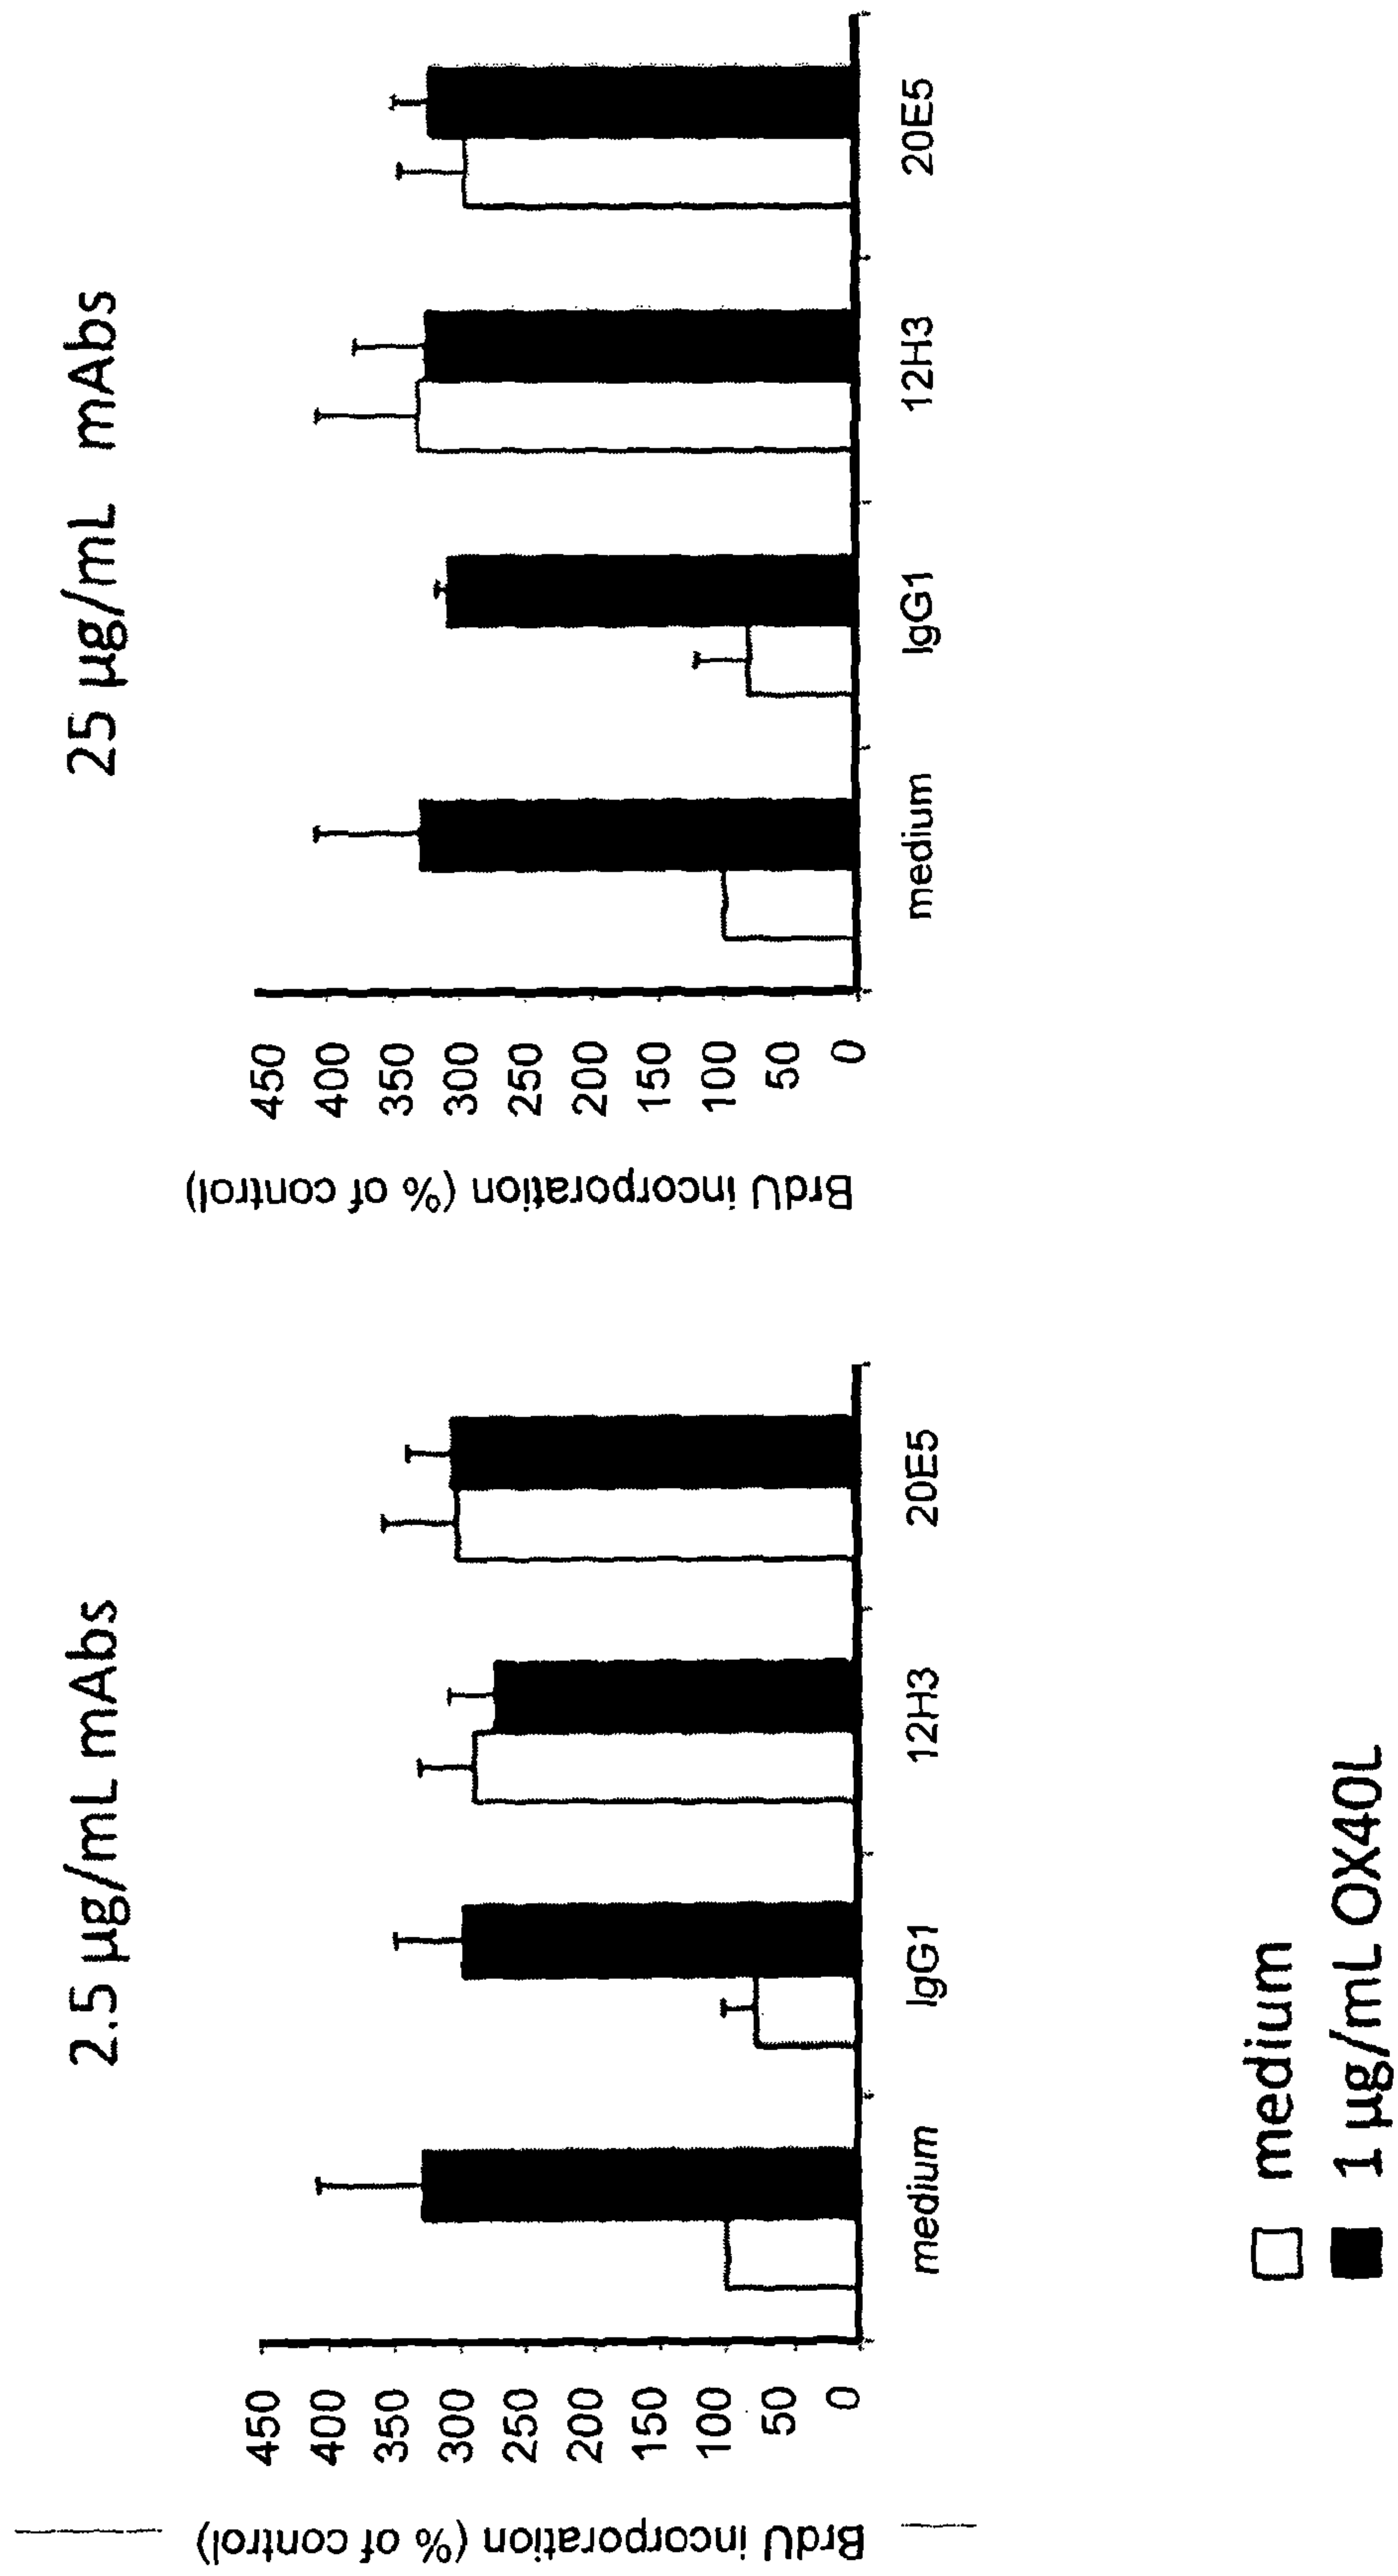 2.5 µg/mL mAbs
BrdU incorporation (% of control)
450
400
350
300
250
200
150
100
50
0
medium
IgG1
12H3
20E5
25 µg/mL mAbs
BrdU incorporation (% of control)
450
400
350
300
250
200
150
100
50
0
medium
IgG1
12H3
20E5
medium
1 µg/mL OX40L